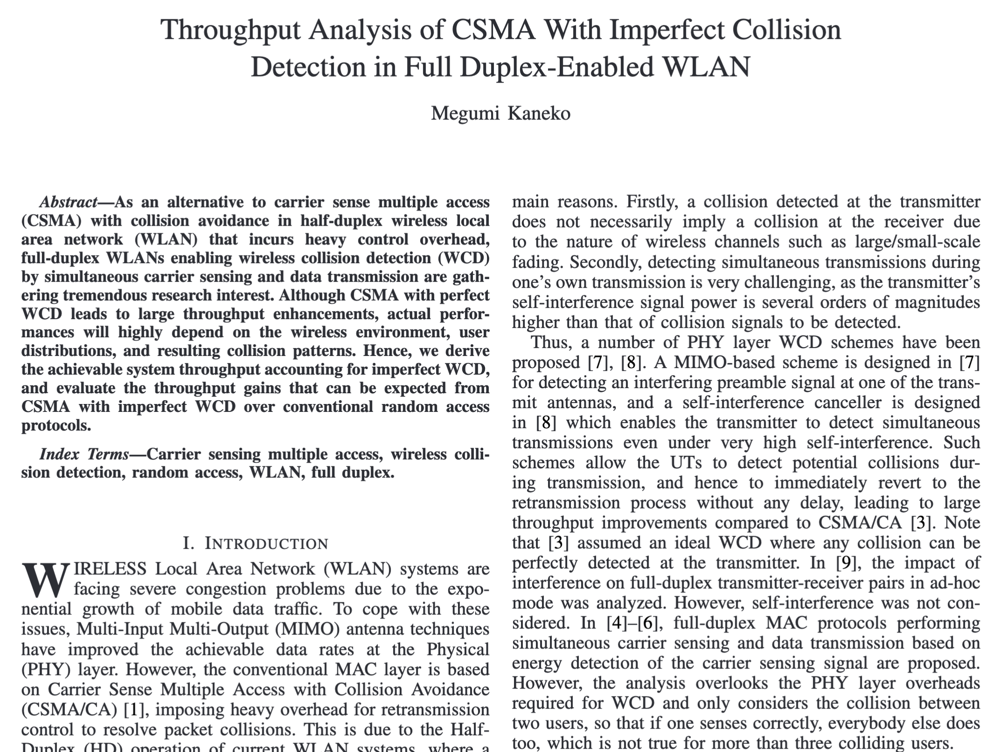 Throughput Analysis of CSMA With Imperfect Collision
Detection in Full Duplex-Enabled WLAN
Megumi Kaneko
Abstract—As an alternative to carrier sense multiple access
(CSMA) with collision avoidance in half-duplex wireless local
area network (WLAN) that incurs heavy control overhead,
full-duplex WLANs enabling wireless collision detection (WCD)
by simultaneous carrier sensing and data transmission are gath-
ering tremendous research interest. Although CSMA with perfect
WCD leads to large throughput enhancements, actual perfor-
mances will highly depend on the wireless environment, user
distributions, and resulting collision patterns. Hence, we derive
the achievable system throughput accounting for imperfect WCD,
and evaluate the throughput gains that can be expected from
CSMA with imperfect WCD over conventional random access
protocols.
Index Terms—Carrier sensing multiple access, wireless colli-
sion detection, random access, WLAN, full duplex.
I. INTRODUCTION
WIRELESS Local Area Network (WLAN) systems are
facing severe congestion problems due to the expo-
nential growth of mobile data traffic. To cope with these
issues, Multi-Input Multi-Output (MIMO) antenna techniques
have improved the achievable data rates at the Physical
(PHY) layer. However, the conventional MAC layer is based
on Carrier Sense Multiple Access with Collision Avoidance
(CSMA/CA) [1], imposing heavy overhead for retransmission
control to resolve packet collisions. This is due to the Half-
Duplex (HD) operation of current WLAN systems, where a
main reasons. Firstly, a collision detected at the transmitter
does not necessarily imply a collision at the receiver due
to the nature of wireless channels such as large/small-scale
fading. Secondly, detecting simultaneous transmissions during
one's own transmission is very challenging, as the transmitter's
self-interference signal power is several orders of magnitudes
higher than that of collision signals to be detected.
Thus, a number of PHY layer WCD schemes have been
proposed [7], [8]. A MIMO-based scheme is designed in [7]
for detecting an interfering preamble signal at one of the trans-
mit antennas, and a self-interference canceller is designed
in [8] which enables the transmitter to detect simultaneous
transmissions even under very high self-interference. Such
schemes allow the UTs to detect potential collisions dur-
ing transmission, and hence to immediately revert to the
retransmission process without any delay, leading to large
throughput improvements compared to CSMA/CA [3]. Note
that [3] assumed an ideal WCD where any collision can be
perfectly detected at the transmitter. In [9], the impact of
interference on full-duplex transmitter-receiver pairs in ad-hoc
mode was analyzed. However, self-interference was not con-
sidered. In [4]–[6], full-duplex MAC protocols performing
simultaneous carrier sensing and data transmission based on
energy detection of the carrier sensing signal are proposed.
However, the analysis overlooks the PHY layer overheads
required for WCD and only considers the collision between
two users, so that if one senses correctly, everybody else does
too, which is not true for more than three colliding users.